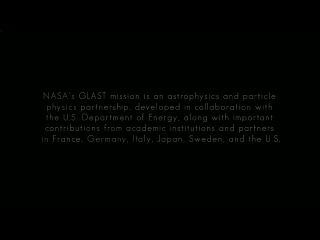 NASA's GLAST mission is an astrophysics and particle
physics partnership, developed in collaboration with
the U.S. Department of Energy, along with important
contributions from academic institutions and partners
in France, Germany, Italy, Japan, Sweden, and the U.S.